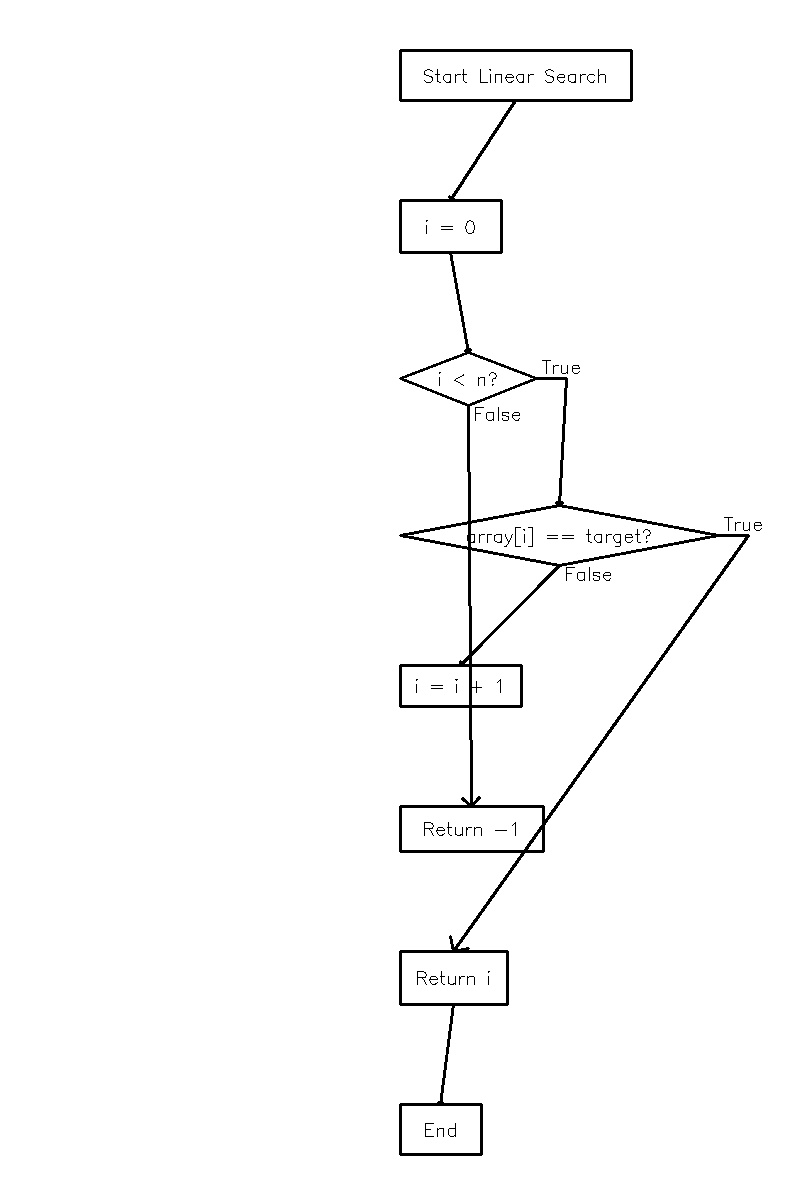 Start Linear Search
i = 0
True
i < n?
False
True
array[i] == target?
False
i = i + 1
Return -1
Return i
End